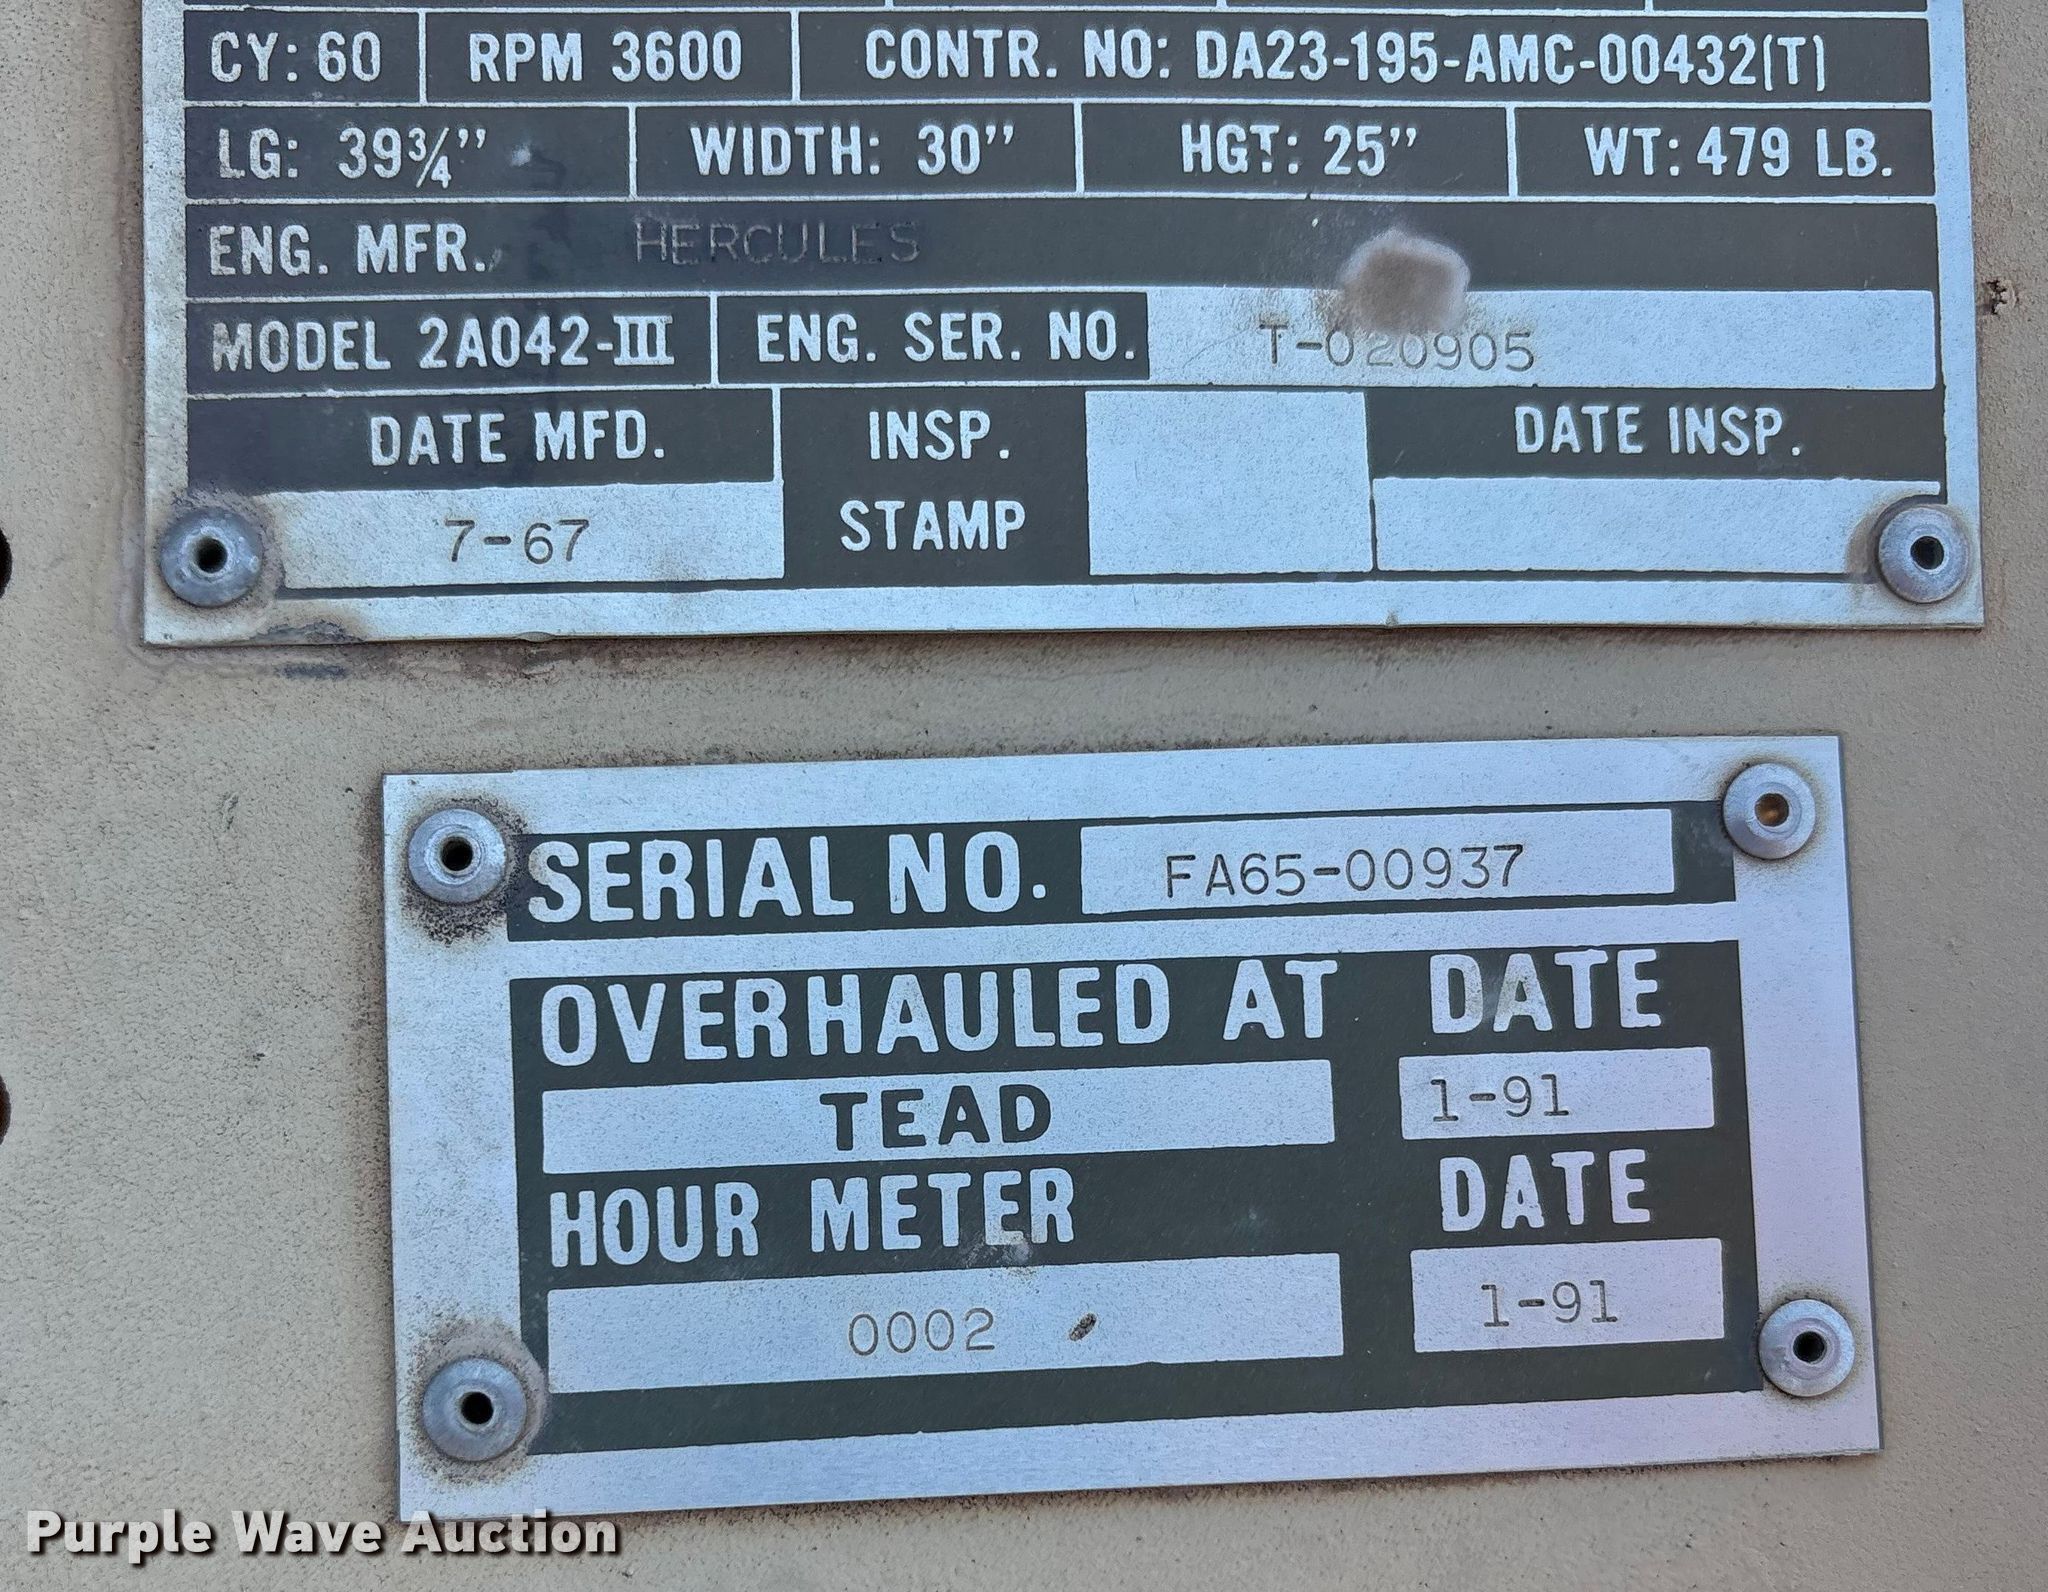 CY: 60 RPM 3600 CONTR. NO: DA23-195-AMC-00432(T)
LG: 39¾" WIDTH: 30" HGT: 25" WT: 479 LB.
ENG. MFR. HERCULES
MODEL 2A042-III ENG. SER. NO. T-020905
DATE MFD. INSP. DATE INSP.
7-67 STAMP
SERIAL NO. FA65-00937
OVERHAULED AT DATE
TEAD 1-91
HOUR METER DATE
0002 1-91
Purple Wave Auction